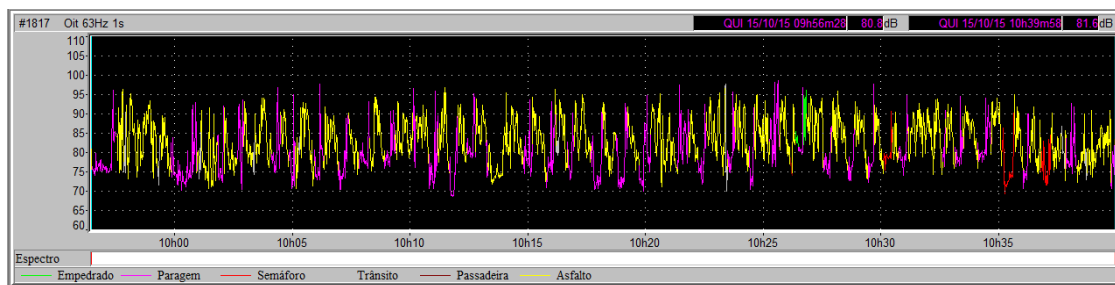 #1817 Oit 63Hz 1s QUI 15/10/15 09h56m28 80.8 dB QUI 15/10/15 10h39m58 81.6 dB
110
105
100
95
90
85
80
75
70
65
60
10h00 10h05 10h10 10h15 10h20 10h25 10h30 10h35
Espectro
Empedrado Paragem Semáforo Trânsito Passadeira Asfalto